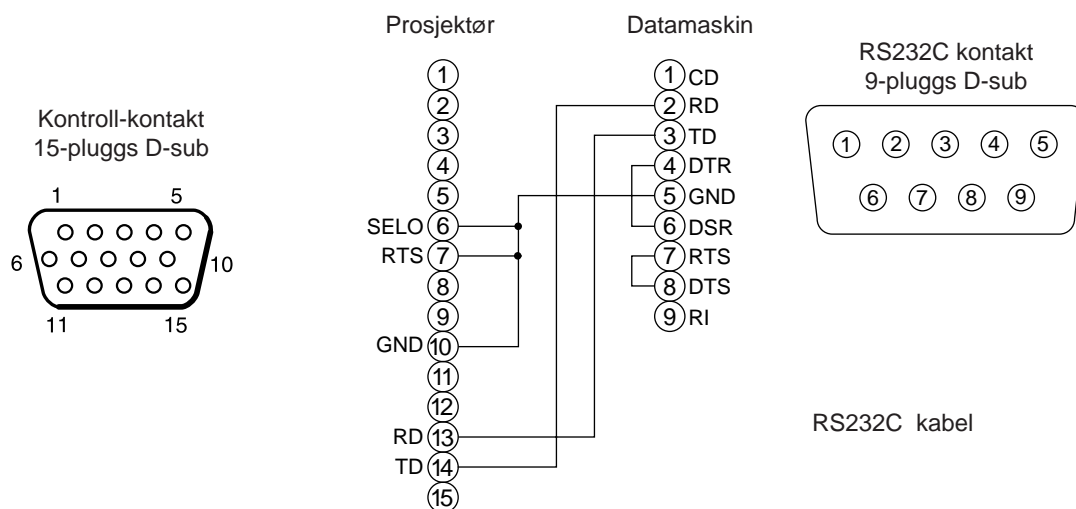 Prosjektør
Datamaskin
RS232C kontakt
9-pluggs D-sub
Kontroll-kontakt
15-pluggs D-sub
1 5
6 10
11 15
1
2
3
4
5
SELO 6
RTS 7
8
9
GND 10
11
12
RD 13
TD 14
15
1 CD
2 RD
3 TD
4 DTR
5 GND
6 DSR
7 RTS
8 DTS
9 RI
1 2 3 4 5
6 7 8 9
RS232C kabel